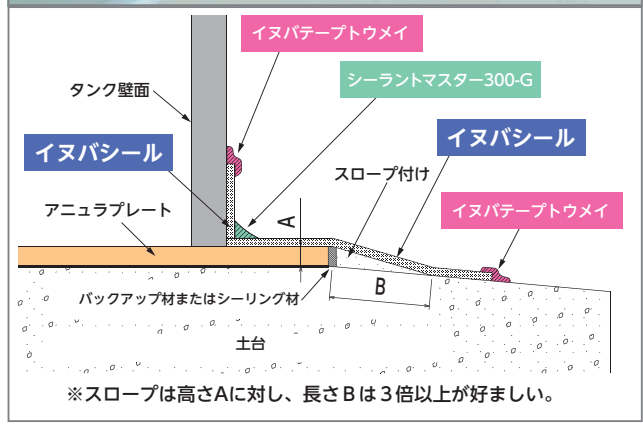 イヌバテープトウメイ
シーラントマスター300-G
タンク壁面
イヌバシール
イヌバシール
スロープ付け
アニュラプレート
イヌバテープトウメイ
A
バックアップ材またはシーリング材
B
土台
※スロープは高さAに対し、長さBは3倍以上が好ましい。